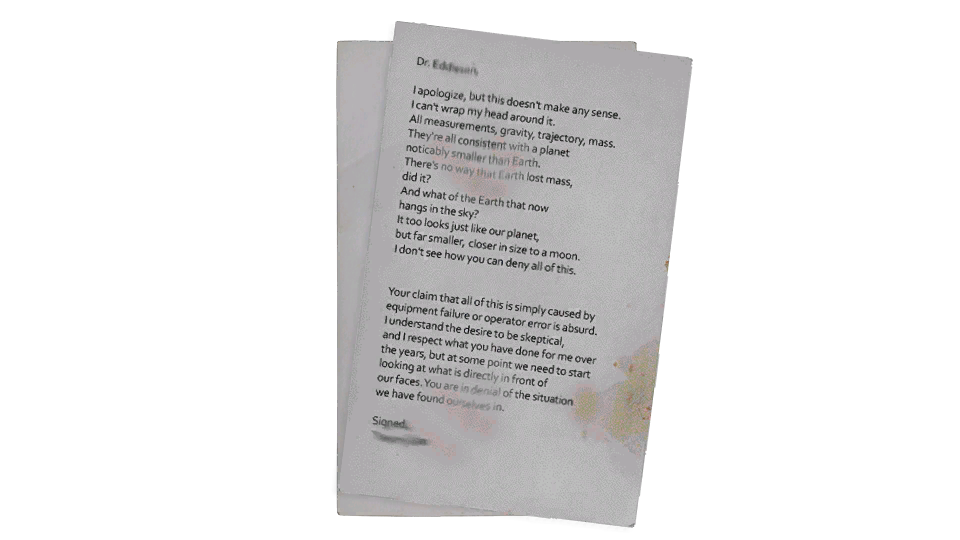 Dr.
I apologize, but this doesn't make any sense.
I can't wrap my head around it.
All measurements, gravity, trajectory, mass.
They're all consistent with a planet
noticably smaller than Earth.
There's no way that Earth lost mass,
did it?
And what of the Earth that now
hangs in the sky?
It too looks just like our planet,
but far smaller, closer in size to a moon.
I don't see how you can deny all of this.
Your claim that all of this is simply caused by
equipment failure or operator error is absurd.
I understand the desire to be skeptical,
and I respect what you have done for me over
the years, but at some point we need to start
looking at what is directly in front of
our faces. You are in denial of the situation
we have found ourselves in.
Signed,